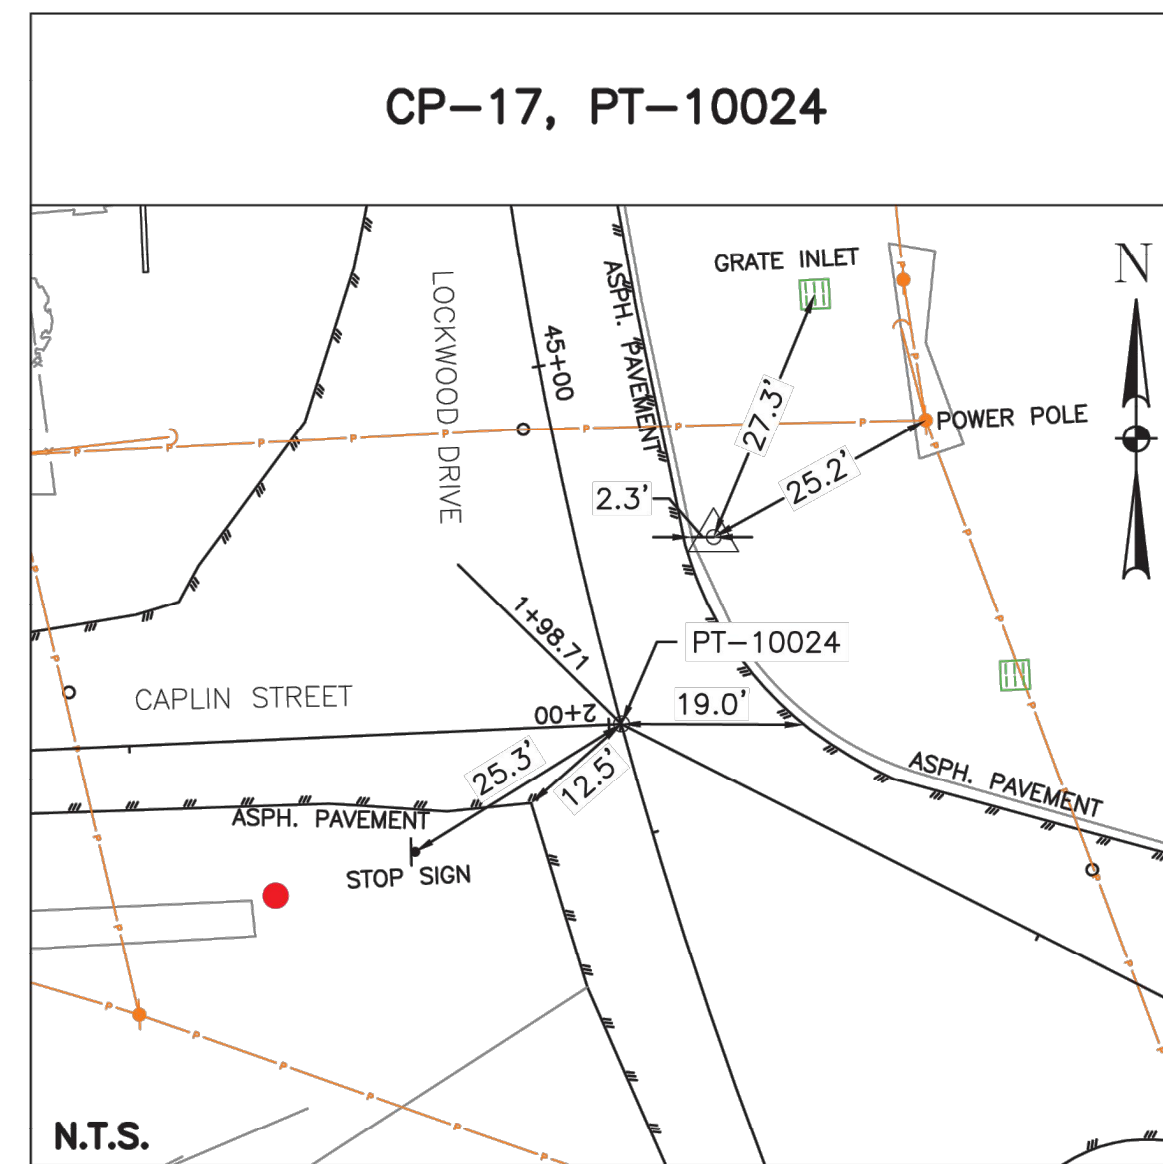 CP-17, PT-10024
N
GRATE INLET
ASPH. PAVEMENT
LOCKWOOD DRIVE
45+00
27.3'
POWER POLE
25.2'
2.3'
1+98.71
PT-10024
CAPLIN STREET
2+00
19.0'
25.3'
12.5'
ASPH. PAVEMENT
ASPH. PAVEMENT
STOP SIGN
N.T.S.
P P P P P P P
P P P P P
P P P P P P
P P P P P P